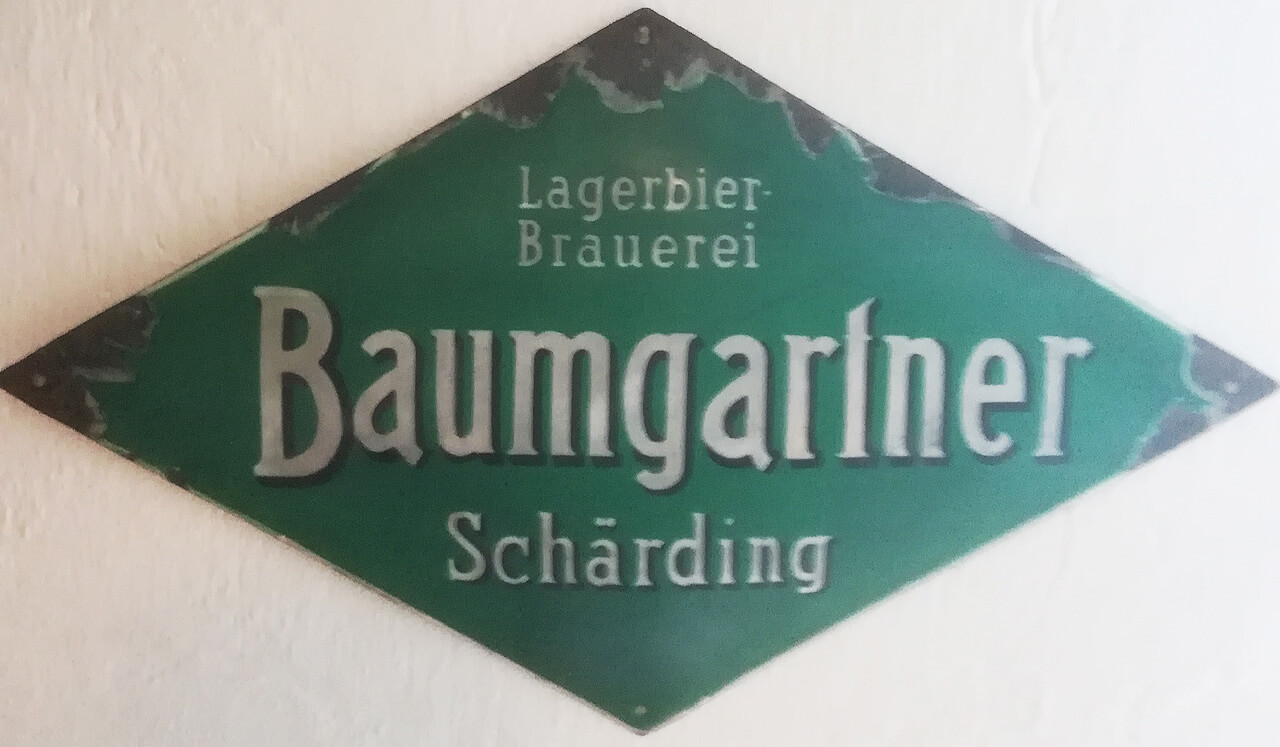 Lagerbier-
Brauerei
Baumgartner
Schärding